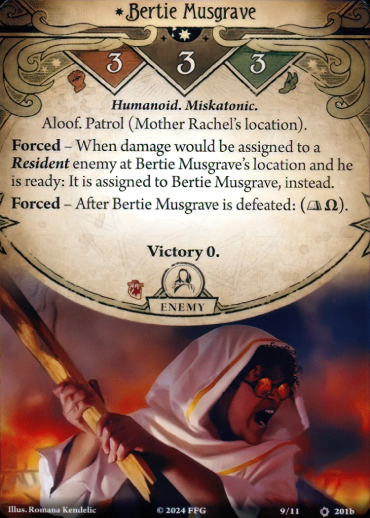 Bertie Musgrave
3 3 3
Humanoid. Miskatonic.
Aloof. Patrol (Mother Rachel's location).
Forced – When damage would be assigned to a
Resident enemy at Bertie Musgrave's location and he
is ready: It is assigned to Bertie Musgrave, instead.
Forced – After Bertie Musgrave is defeated: (Ω).
Victory 0.
ENEMY
Illus. Romana Kendelic © 2024 FFG 9/11 201b